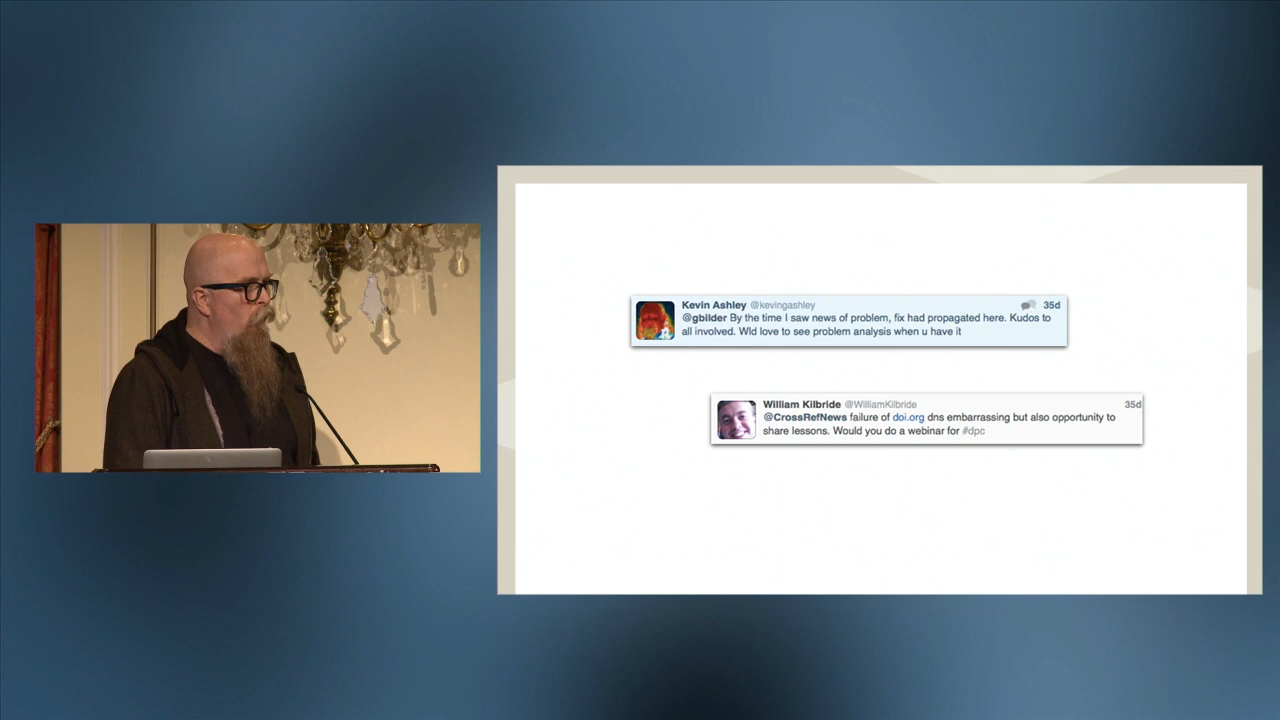 Kevin Ashley @kevingashley 35d
@gbilder By the time I saw news of problem, fix had propagated here. Kudos to
all involved. Wld love to see problem analysis when u have it
William Kilbride @WilliamKilbride 35d
@CrossRefNews failure of doi.org dns embarrassing but also opportunity to
share lessons. Would you do a webinar for #dpc